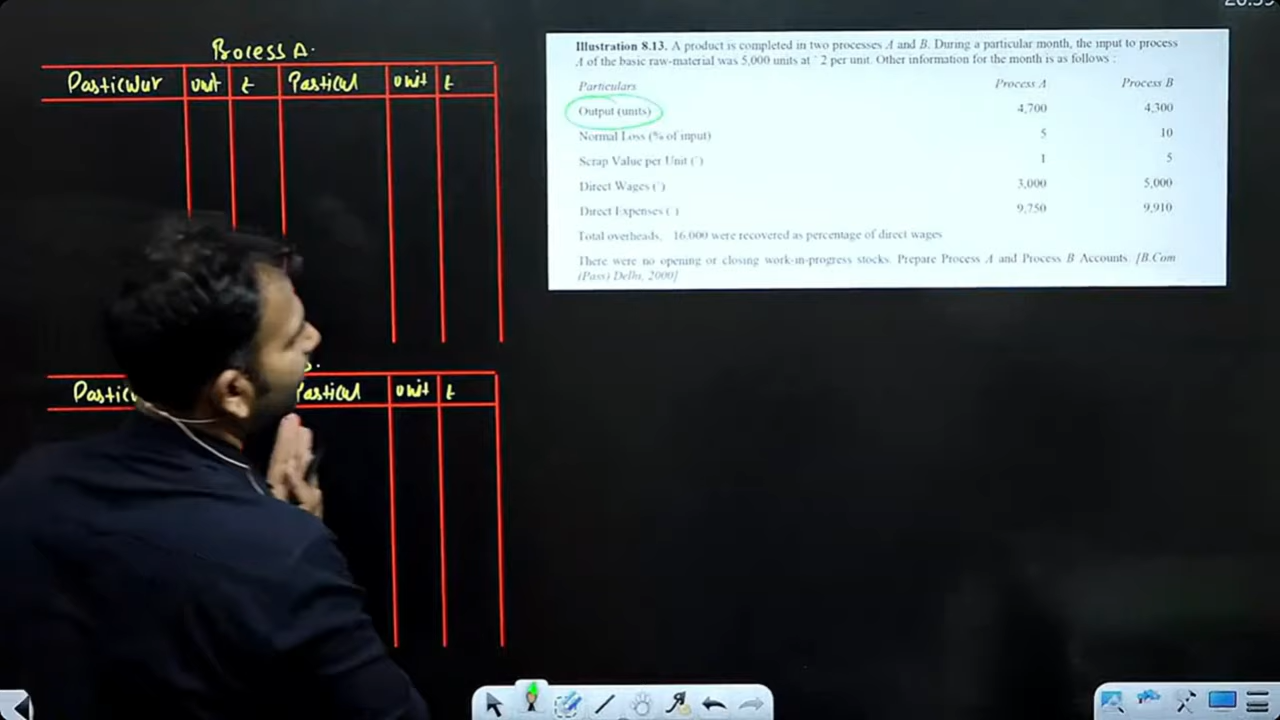 Process A.
Particular unit ₹ Particul unit ₹
Illustration 8.13. A product is completed in two processes A and B. During a particular month, the input to process
A of the basic raw-material was 5,000 units at ` 2 per unit. Other information for the month is as follows :
Particulars Process A Process B
Output (units) 4,700 4,300
Normal Loss (% of input) 5 10
Scrap Value per Unit (`) 1 5
Direct Wages (`) 3,000 5,000
Direct Expenses (`) 9,750 9,910
Total overheads, 16,000 were recovered as percentage of direct wages
There were no opening or closing work-in-progress stocks. Prepare Process A and Process B Accounts. [B.Com
(Pass) Delhi, 2000]
Particul unit ₹